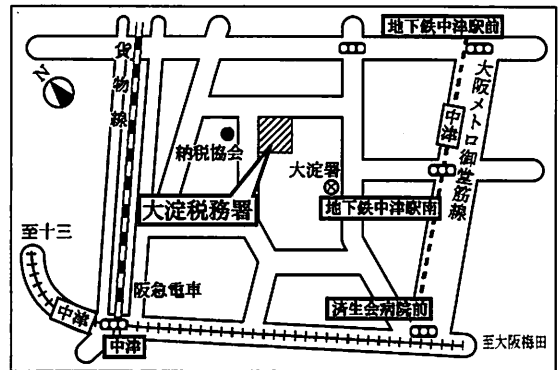 地下鉄中津駅前
貨物線
N
大阪メトロ御堂筋線
中津
納税協会
大淀署
大淀税務署
地下鉄中津駅南
至十三
阪急電車
中津
済生会病院前
中津
至大阪梅田